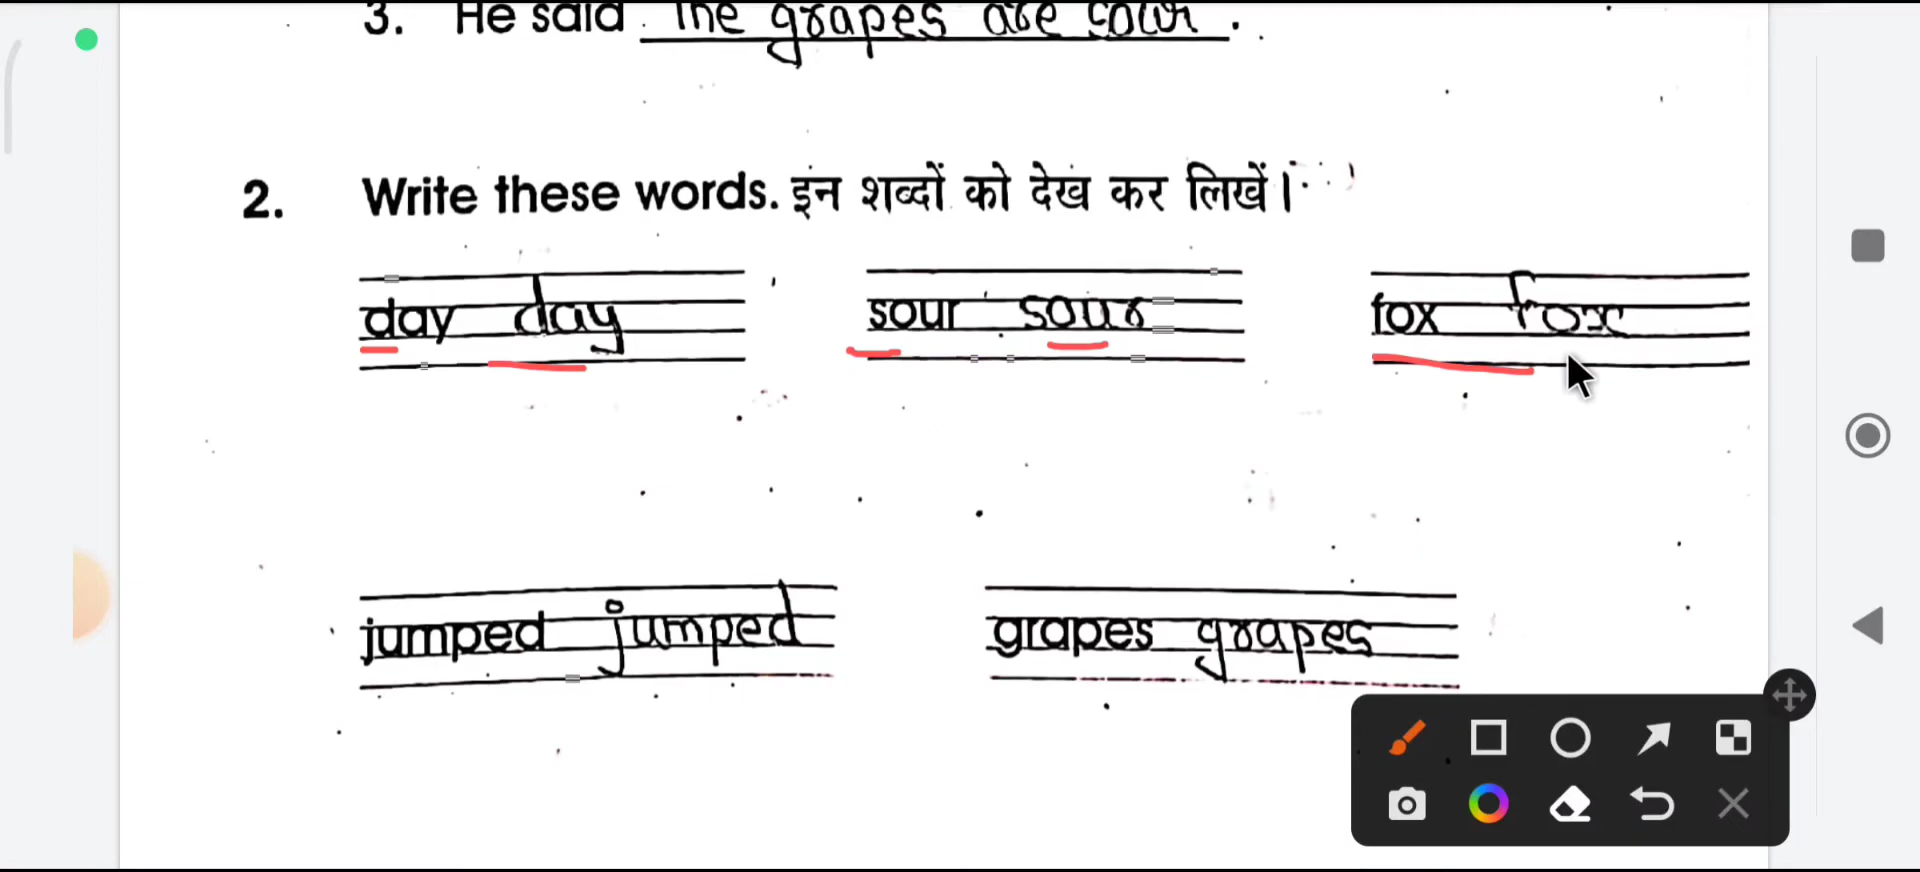 3. He said The grapes are sour.
2. Write these words. इन शब्दों को देख कर लिखें।
day day sour sour fox fox
jumped jumped grapes grapes